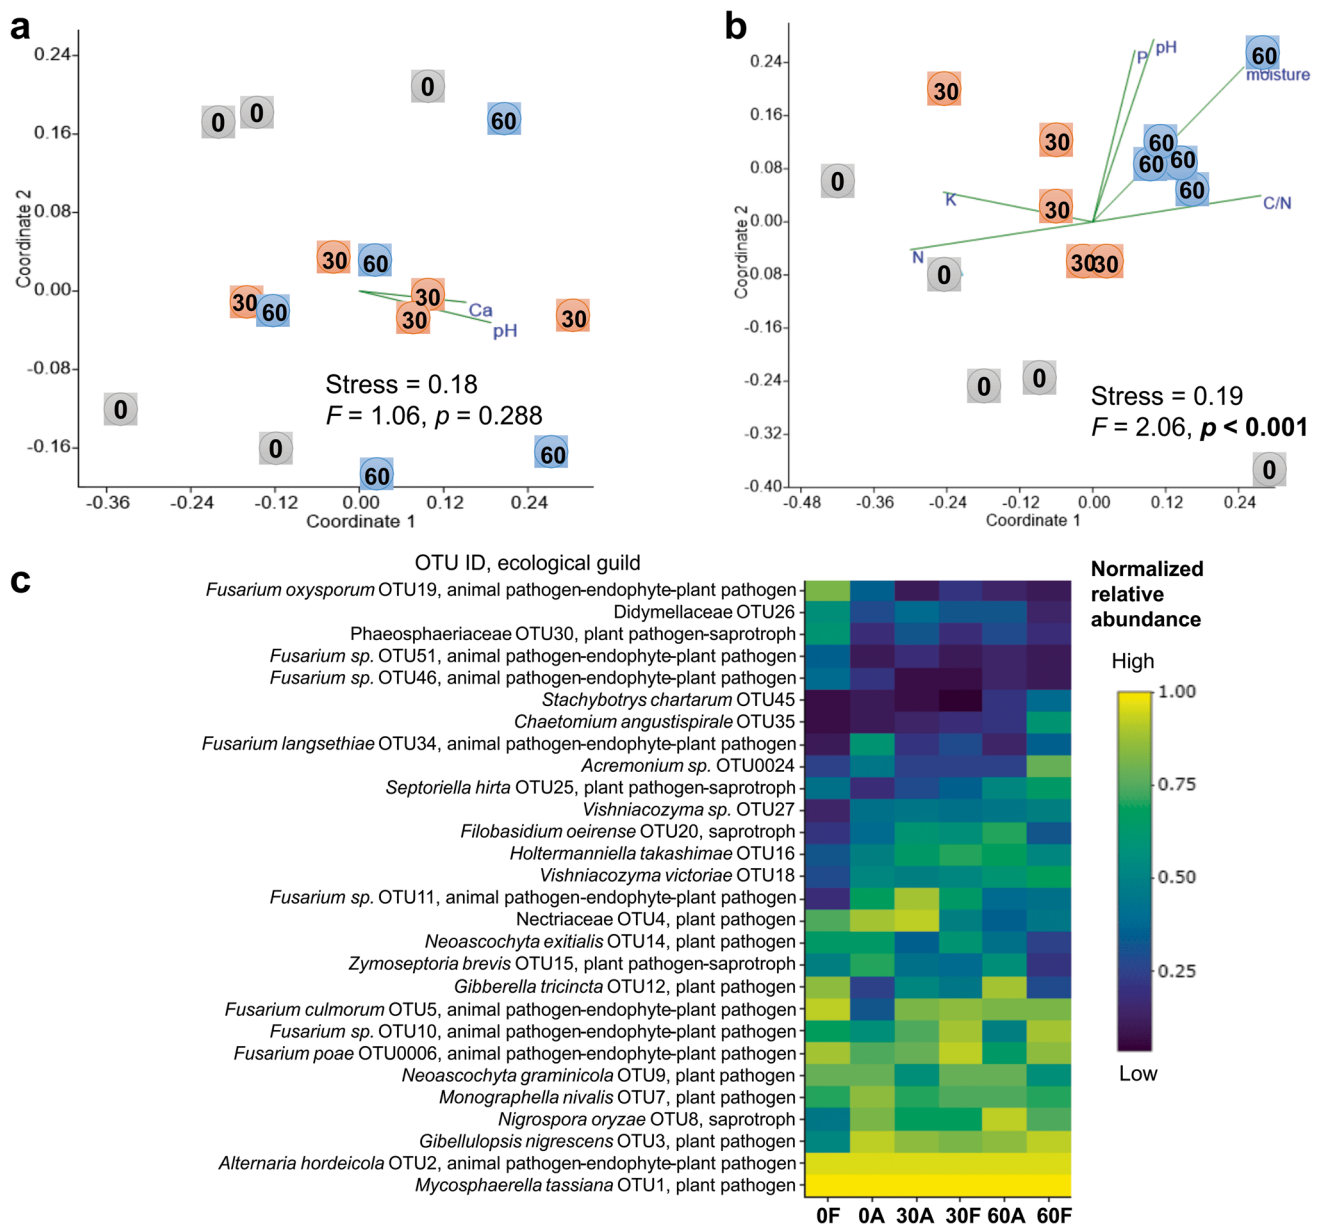 a
0.24
0.16
0.08
0.00
-0.08
-0.16
Coordinate 2
0
0
0
60
30
60
30
60
30
30
30
Ca
pH
0
0
60
60
Stress = 0.18
F = 1.06, p = 0.288
-0.36 -0.24 -0.12 0.00 0.12 0.24
Coordinate 1
b
0.24
0.16
0.08
0.00
-0.08
-0.16
-0.24
-0.32
-0.40
Coordinate 2
P pH
60
moisture
30
30
60
60
60
60
0
K
30
C/N
N
0
30
30
0
0
0
Stress = 0.19
F = 2.06, p < 0.001
-0.48 -0.36 -0.24 -0.12 0.00 0.12 0.24
Coordinate 1
c
OTU ID, ecological guild
Fusarium oxysporum OTU19, animal pathogen-endophyte-plant pathogen
Didymellaceae OTU26
Phaeosphaeriaceae OTU30, plant pathogen-saprotroph
Fusarium sp. OTU51, animal pathogen-endophyte-plant pathogen
Fusarium sp. OTU46, animal pathogen-endophyte-plant pathogen
Stachybotrys chartarum OTU45
Chaetomium angustispirale OTU35
Fusarium langsethiae OTU34, animal pathogen-endophyte-plant pathogen
Acremonium sp. OTU0024
Septoriella hirta OTU25, plant pathogen-saprotroph
Vishniacozyma sp. OTU27
Filobasidium oeirense OTU20, saprotroph
Holtermanniella takashimae OTU16
Vishniacozyma victoriae OTU18
Fusarium sp. OTU11, animal pathogen-endophyte-plant pathogen
Nectriaceae OTU4, plant pathogen
Neoascochyta exitialis OTU14, plant pathogen
Zymoseptoria brevis OTU15, plant pathogen-saprotroph
Gibberella tricincta OTU12, plant pathogen
Fusarium culmorum OTU5, animal pathogen-endophyte-plant pathogen
Fusarium sp. OTU10, animal pathogen-endophyte-plant pathogen
Fusarium poae OTU0006, animal pathogen-endophyte-plant pathogen
Neoascochyta graminicola OTU9, plant pathogen
Monographella nivalis OTU7, plant pathogen
Nigrospora oryzae OTU8, saprotroph
Gibellulopsis nigrescens OTU3, plant pathogen
Alternaria hordeicola OTU2, animal pathogen-endophyte-plant pathogen
Mycosphaerella tassiana OTU1, plant pathogen
0F 0A 30A 30F 60A 60F
Normalized
relative
abundance
High
1.00
0.75
0.50
0.25
Low